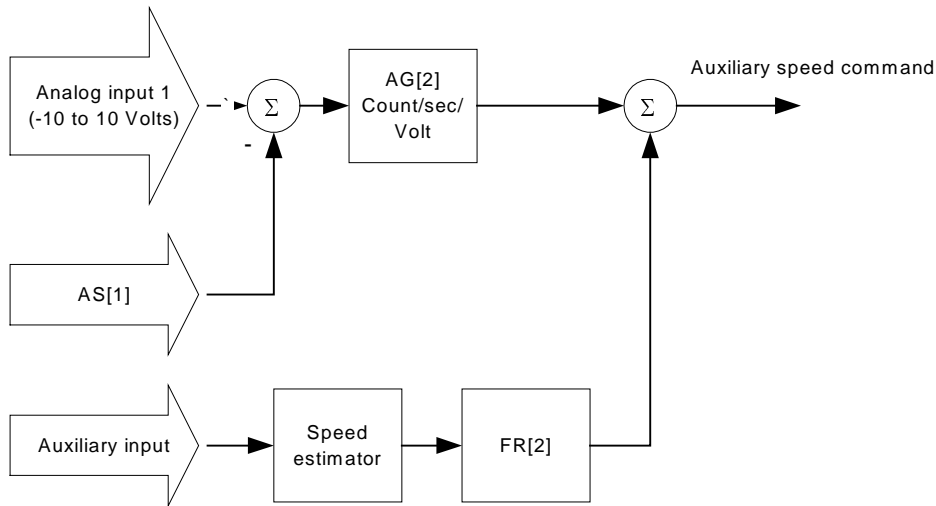 Analog input 1
(-10 to 10 Volts)
Σ
-
AG[2]
Count/sec/
Volt
Σ
Auxiliary speed command
AS[1]
Auxiliary input
Speed
estimator
FR[2]